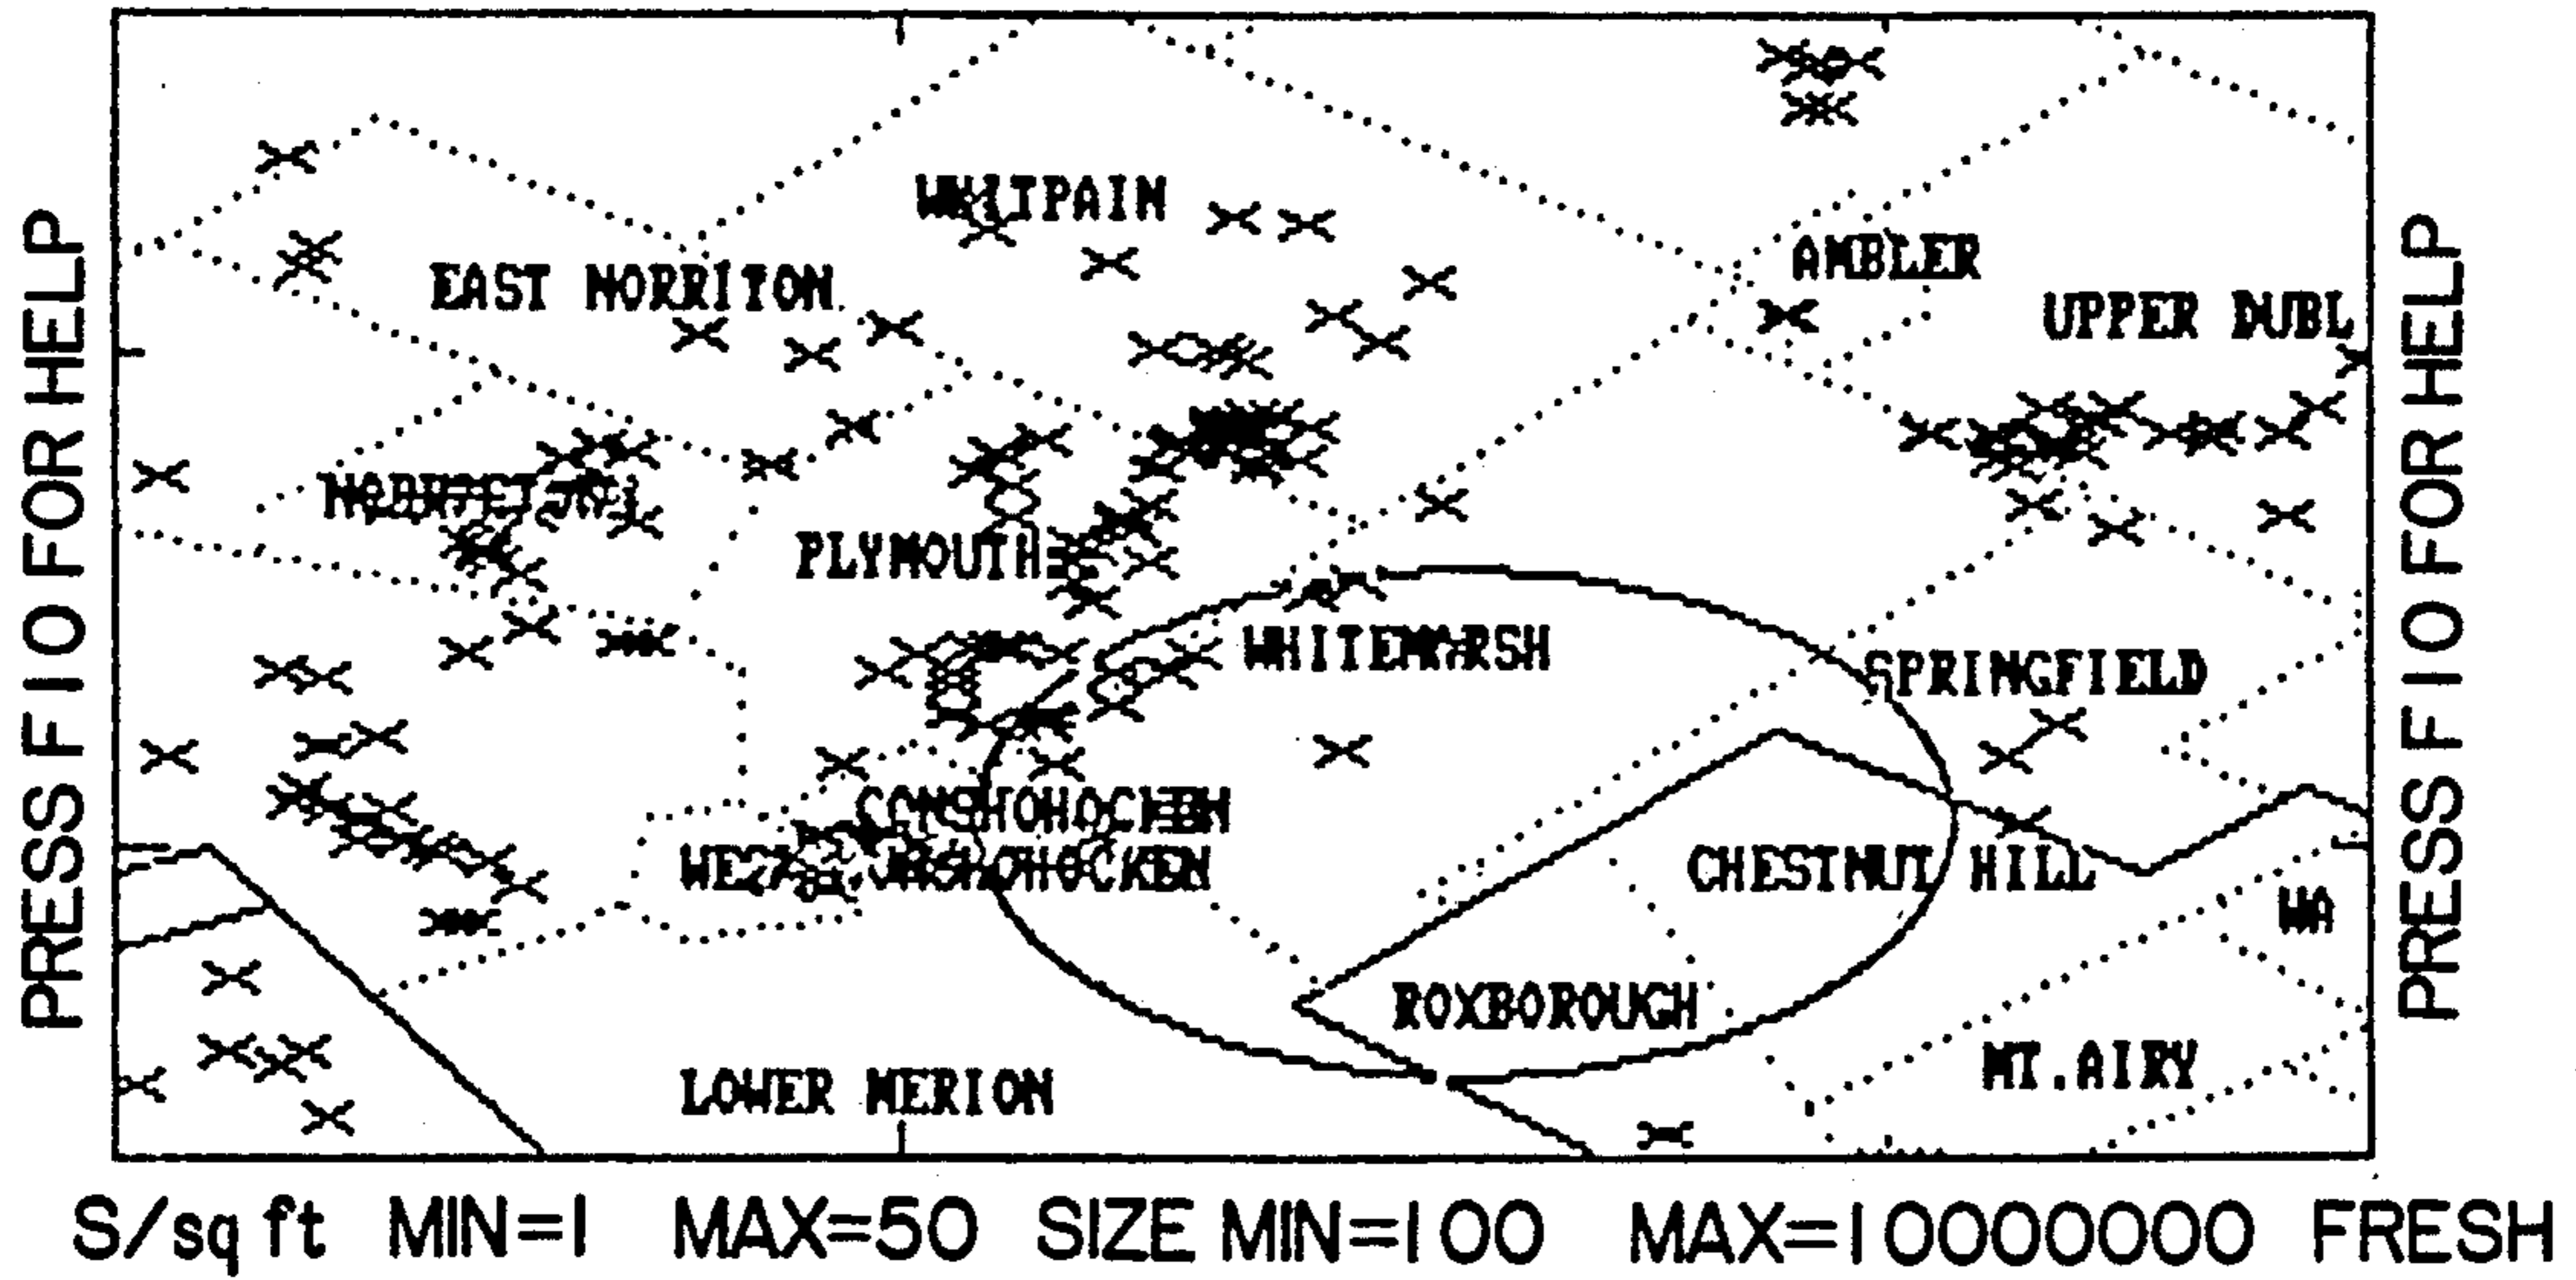 PRESS F10 FOR HELP
WHITPAIN
AMBLER
EAST NORRITON
UPPER DUBL
PLYMOUTH
WHITEMARSH
SPRINGFIELD
CONSHOHOCKEN
CHESTNUT HILL
WA
ROXBOROUGH
MT.AIRY
LOWER MERION
PRESS F10 FOR HELP
S/sq ft MIN=1 MAX=50 SIZE MIN=100 MAX=10000000 FRESH